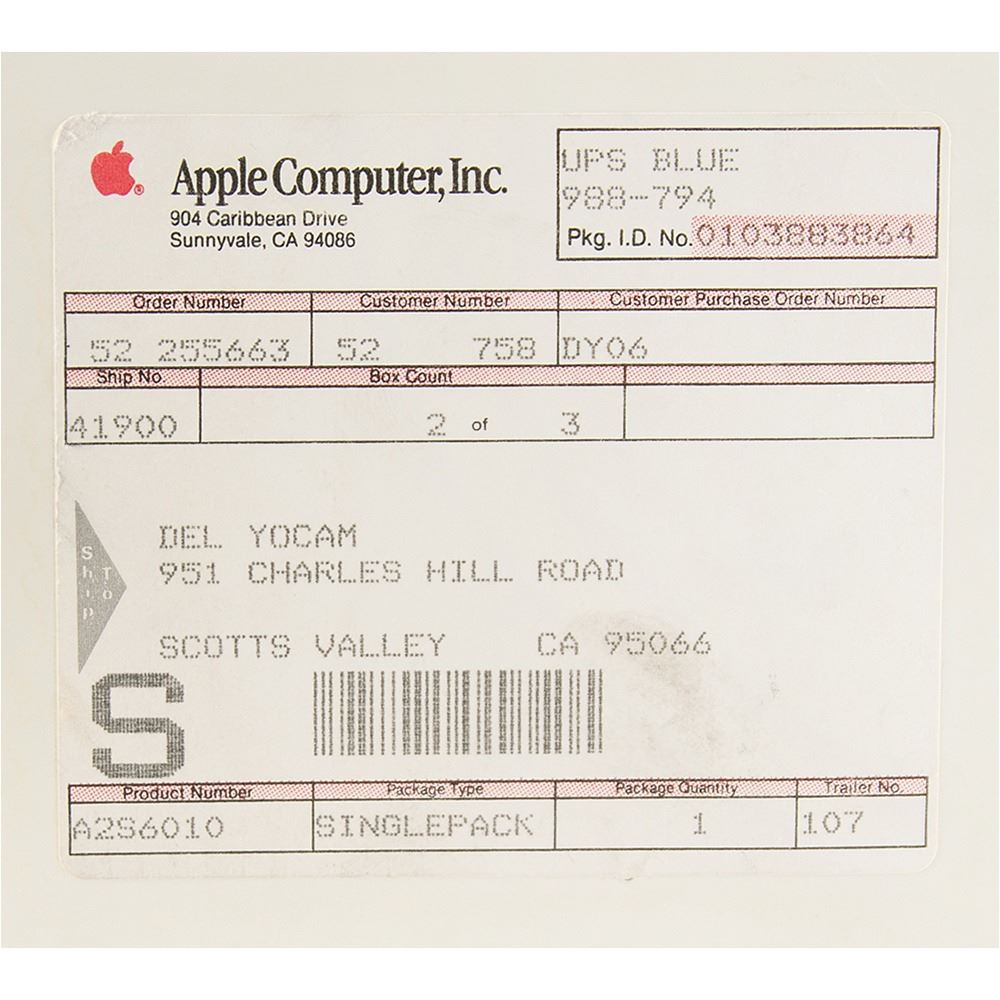 Apple Computer, Inc.
904 Caribbean Drive
Sunnyvale, CA 94086
UPS BLUE
988-794
Pkg. I.D. No. 0103883864
Order Number Customer Number Customer Purchase Order Number
52 255663 52 758 DY06
Ship No. Box Count
41900 2 of 3
Ship To
DEL YOCAM
951 CHARLES HILL ROAD
SCOTTS VALLEY CA 95066
S
Product Number Package Type Package Quantity Trailer No.
A2S6010 SINGLEPACK 1 107